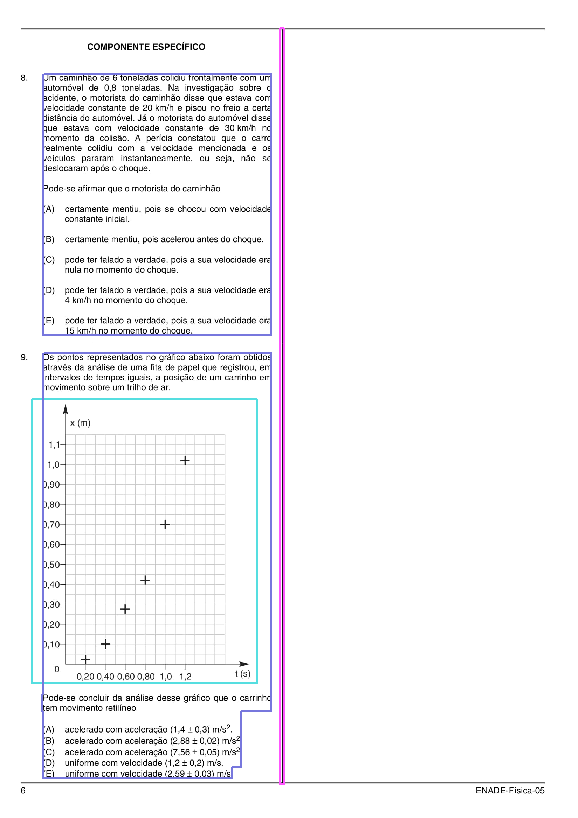 COMPONENTE ESPECÍFICO
8. Um caminhão de 6 toneladas colidiu frontalmente com um
automóvel de 0,8 toneladas. Na investigação sobre o
acidente, o motorista do caminhão disse que estava com
velocidade constante de 20 km/h e pisou no freio a certa
distância do automóvel. Já o motorista do automóvel disse
que estava com velocidade constante de 30 km/h no
momento da colisão. A perícia constatou que o carro
realmente colidiu com a velocidade mencionada e os
veículos pararam instantaneamente, ou seja, não se
deslocaram após o choque.
Pode-se afirmar que o motorista do caminhão
(A) certamente mentiu, pois se chocou com velocidade
constante inicial.
(B) certamente mentiu, pois acelerou antes do choque.
(C) pode ter falado a verdade, pois a sua velocidade era
nula no momento do choque.
(D) pode ter falado a verdade, pois a sua velocidade era
4 km/h no momento do choque.
(E) pode ter falado a verdade, pois a sua velocidade era
15 km/h no momento do choque.
9. Os pontos representados no gráfico abaixo foram obtidos
através da análise de uma fita de papel que registrou, em
intervalos de tempos iguais, a posição de um carrinho em
movimento sobre um trilho de ar.
x (m)
1,1
1,0
0,90
0,80
0,70
0,60
0,50
0,40
0,30
0,20
0,10
0
0,20 0,40 0,60 0,80 1,0 1,2 t (s)
Pode-se concluir da análise desse gráfico que o carrinho
tem movimento retilíneo
(A) acelerado com aceleração (1,4 ± 0,3) m/s².
(B) acelerado com aceleração (2,88 ± 0,02) m/s²
(C) acelerado com aceleração (7,56 ± 0,05) m/s²
(D) uniforme com velocidade (1,2 ± 0,2) m/s.
(E) uniforme com velocidade (2,59 ± 0,03) m/s
6 ENADE-Física-05